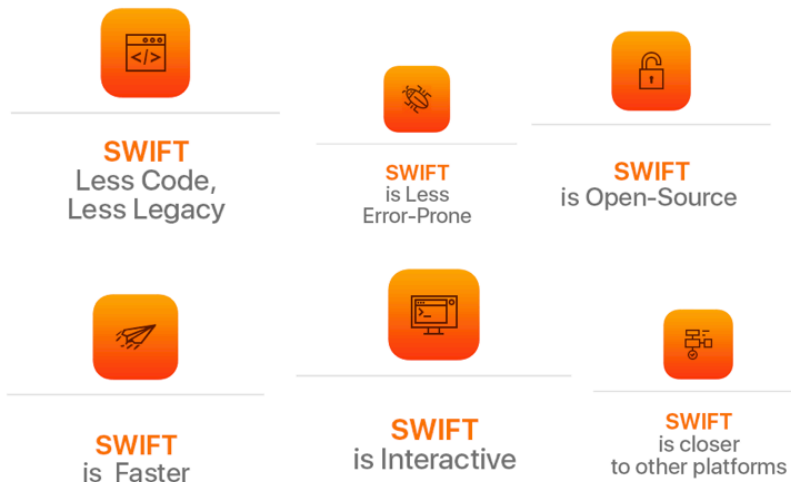 SWIFT
Less Code,
Less Legacy
SWIFT
is Less
Error-Prone
SWIFT
is Open-Source
SWIFT
is Faster
SWIFT
is Interactive
SWIFT
is closer
to other platforms